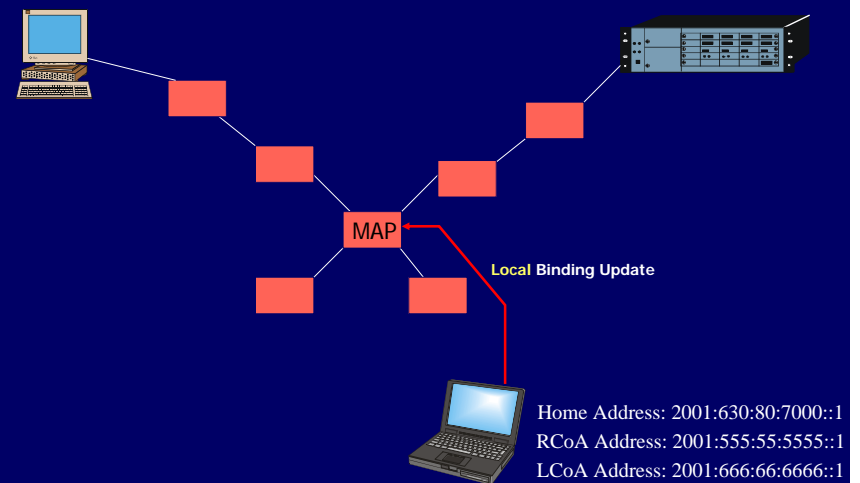 MAP
Local Binding Update
Home Address: 2001:630:80:7000::1
RCoA Address: 2001:555:55:5555::1
LCoA Address: 2001:666:66:6666::1